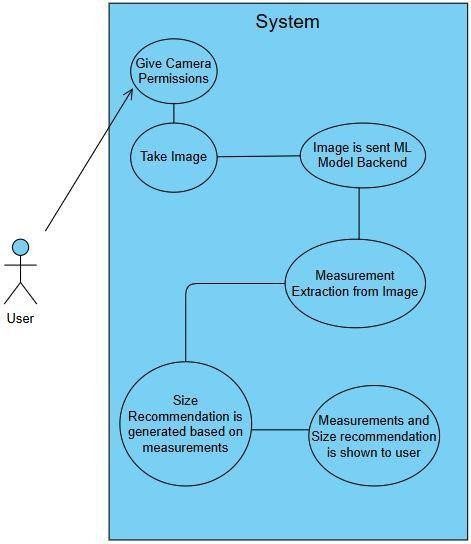 System
Give Camera
Permissions
Take Image
Image is sent ML
Model Backend
Measurement
Extraction from Image
User
Size
Recommendation is
generated based on
measurements
Measurements and
Size recommendation
is shown to user